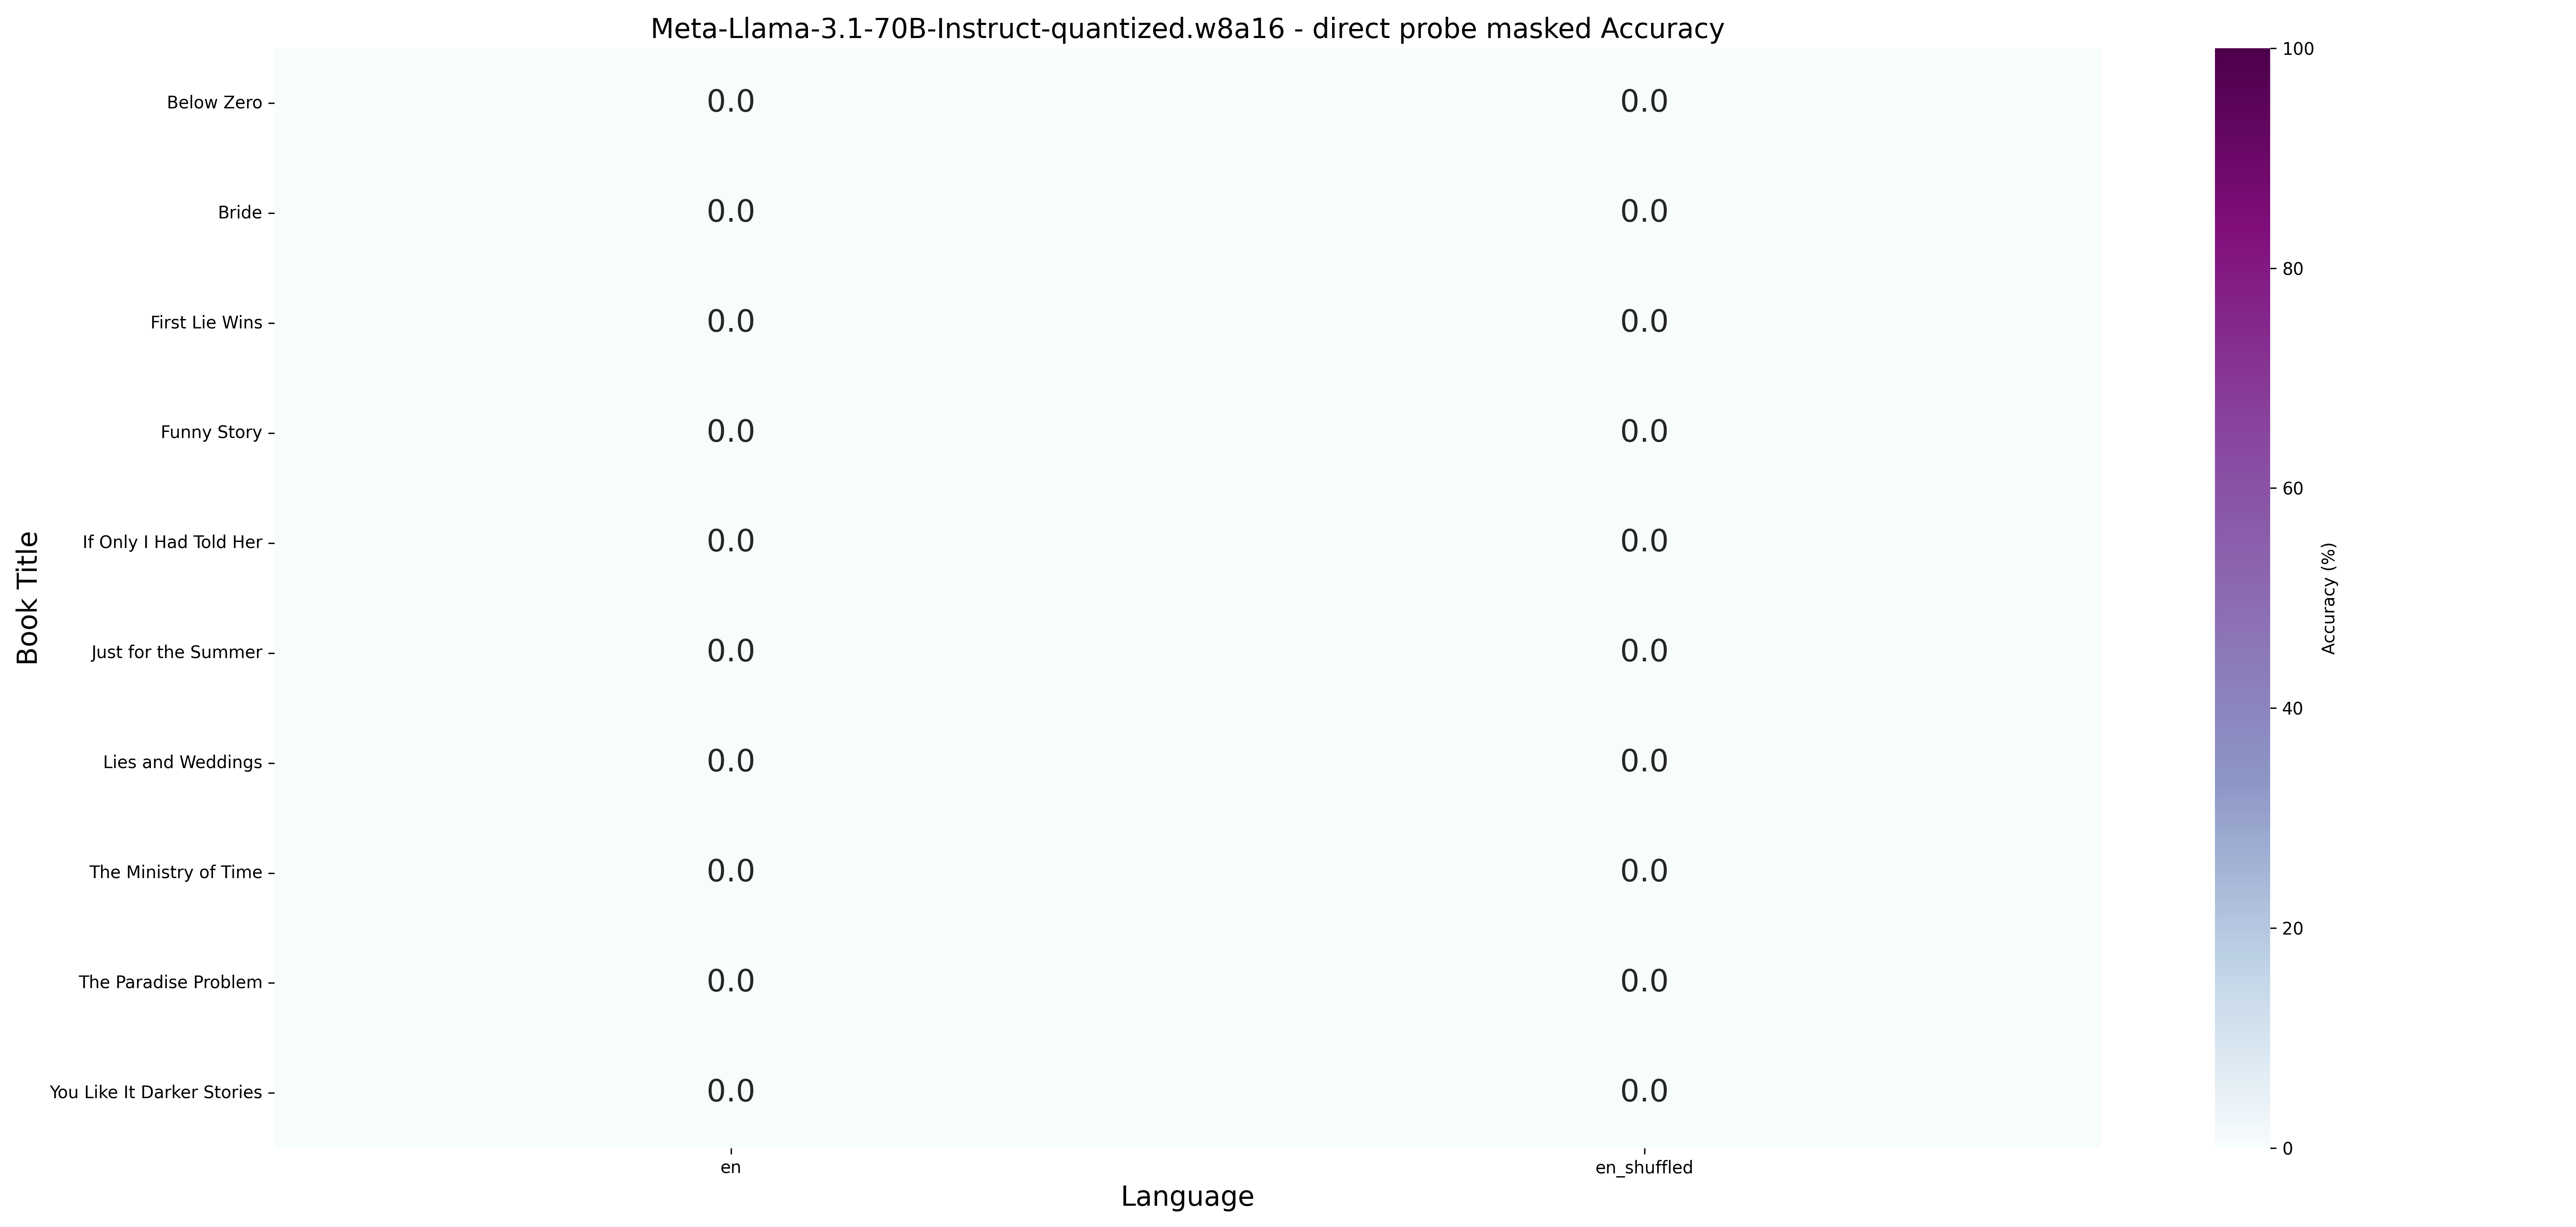 Meta-Llama-3.1-70B-Instruct-quantized.w8a16 - direct probe masked Accuracy
Book Title
Below Zero 0.0 0.0
Bride 0.0 0.0
First Lie Wins 0.0 0.0
Funny Story 0.0 0.0
If Only I Had Told Her 0.0 0.0
Just for the Summer 0.0 0.0
Lies and Weddings 0.0 0.0
The Ministry of Time 0.0 0.0
The Paradise Problem 0.0 0.0
You Like It Darker Stories 0.0 0.0
en en_shuffled
Language
100
80
60
40
20
0
Accuracy (%)